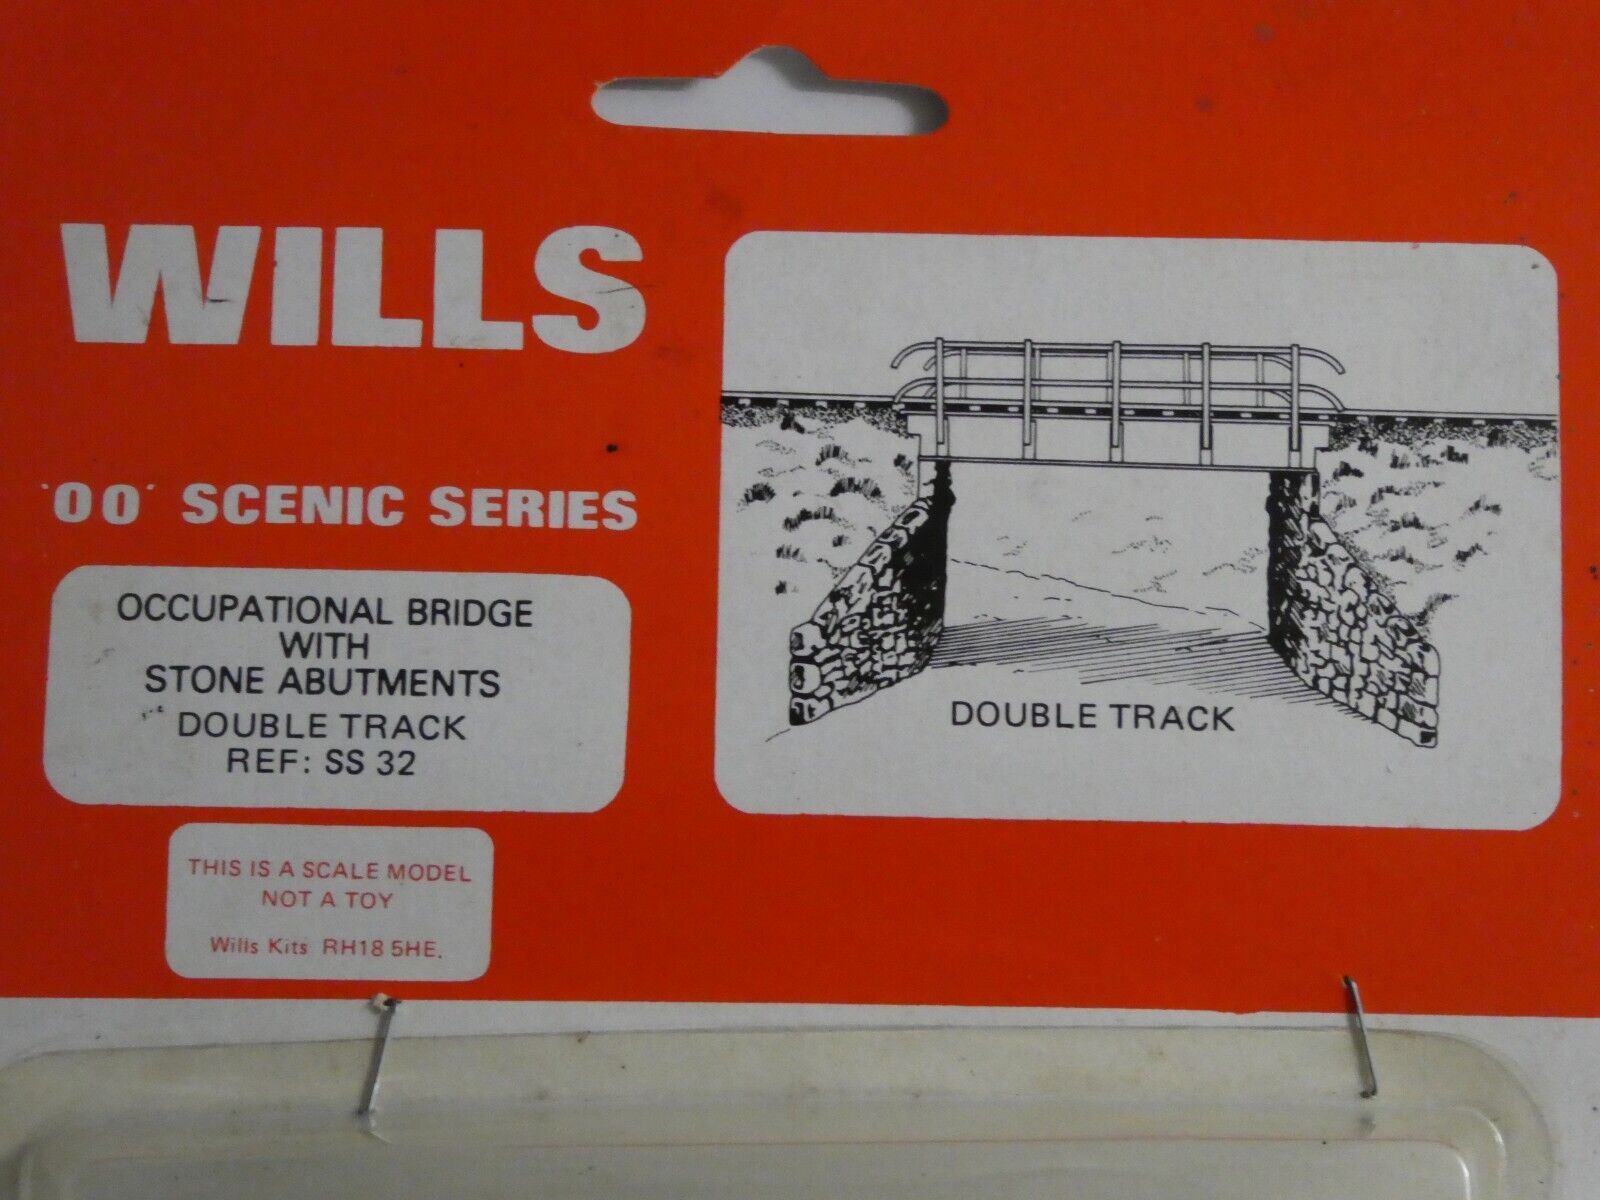 WILLS
'00' SCENIC SERIES
OCCUPATIONAL BRIDGE
WITH
STONE ABUTMENTS
DOUBLE TRACK
REF: SS 32
THIS IS A SCALE MODEL
NOT A TOY
Wills Kits RH18 5HE.
DOUBLE TRACK